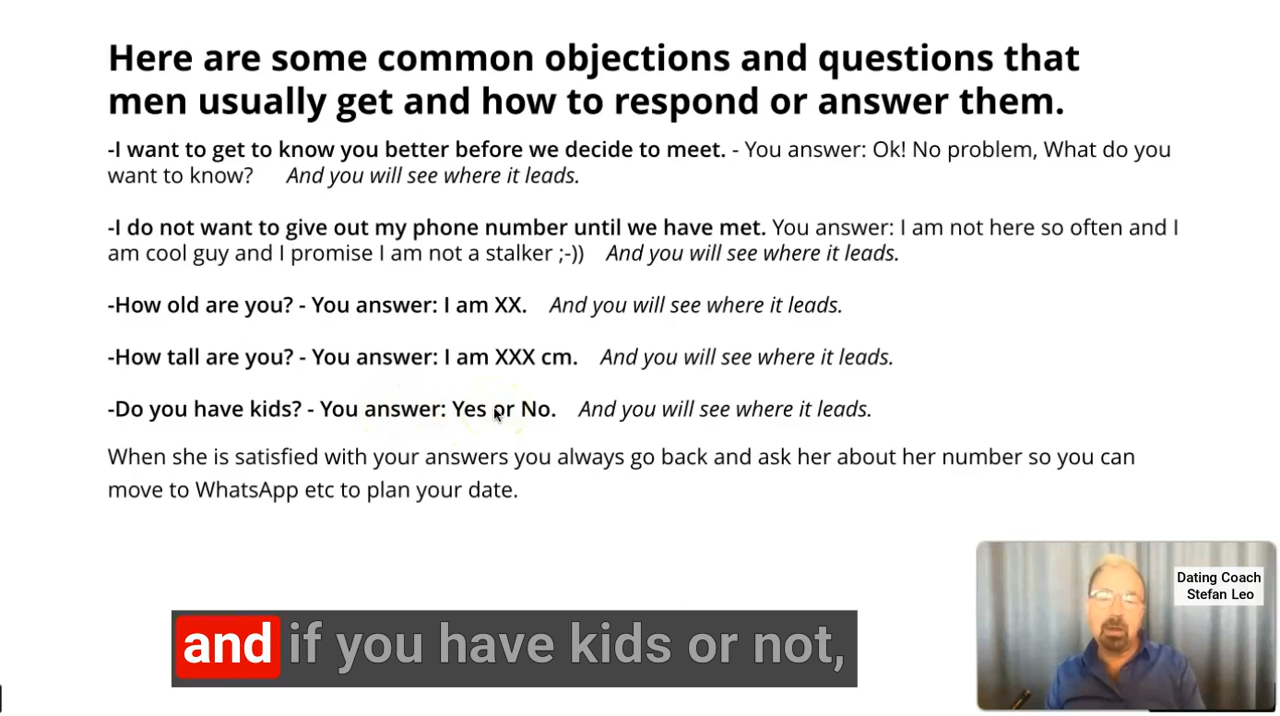 Here are some common objections and questions that
men usually get and how to respond or answer them.
-I want to get to know you better before we decide to meet. - You answer: Ok! No problem, What do you
want to know? And you will see where it leads.
-I do not want to give out my phone number until we have met. You answer: I am not here so often and I
am cool guy and I promise I am not a stalker ;-)) And you will see where it leads.
-How old are you? - You answer: I am XX. And you will see where it leads.
-How tall are you? - You answer: I am XXX cm. And you will see where it leads.
-Do you have kids? - You answer: Yes or No. And you will see where it leads.
When she is satisfied with your answers you always go back and ask her about her number so you can
move to WhatsApp etc to plan your date.
Dating Coach
Stefan Leo
and if you have kids or not,